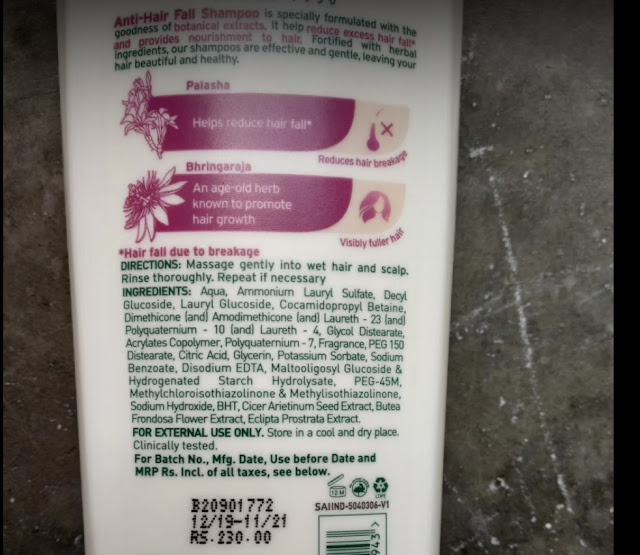 Anti-Hair Fall Shampoo is specially formulated with the
goodness of botanical extracts. It help reduce excess hair fall*
and provides nourishment to hair. Fortified with herbal
ingredients, our shampoos are effective and gentle, leaving your
hair beautiful and healthy.
Palasha
Helps reduce hair fall*
Reduces hair breakage
Bhringaraja
An age-old herb
known to promote
hair growth
Visibly fuller hair
*Hair fall due to breakage
DIRECTIONS: Massage gently into wet hair and scalp.
Rinse thoroughly. Repeat if necessary
INGREDIENTS: Aqua, Ammonium Lauryl Sulfate, Decyl
Glucoside, Lauryl Glucoside, Cocamidopropyl Betaine,
Dimethicone (and) Amodimethicone (and) Laureth - 23 (and)
Polyquaternium - 10 (and) Laureth - 4, Glycol Distearate,
Acrylates Copolymer, Polyquaternium - 7, Fragrance, PEG 150
Distearate, Citric Acid, Glycerin, Potassium Sorbate, Sodium
Benzoate, Disodium EDTA, Maltooligosyl Glucoside &
Hydrogenated Starch Hydrolysate, PEG-45M,
Methylchloroisothiazolinone & Methylisothiazolinone,
Sodium Hydroxide, BHT, Cicer Arietinum Seed Extract, Butea
Frondosa Flower Extract, Eclipta Prostrata Extract.
FOR EXTERNAL USE ONLY. Store in a cool and dry place.
Clinically tested.
For Batch No., Mfg. Date, Use before Date and
MRP Rs. Incl. of all taxes, see below.
12 M
LDPE
SAIIND-5040306-V1
B20901772
12/19-11/21
RS.230.00
943